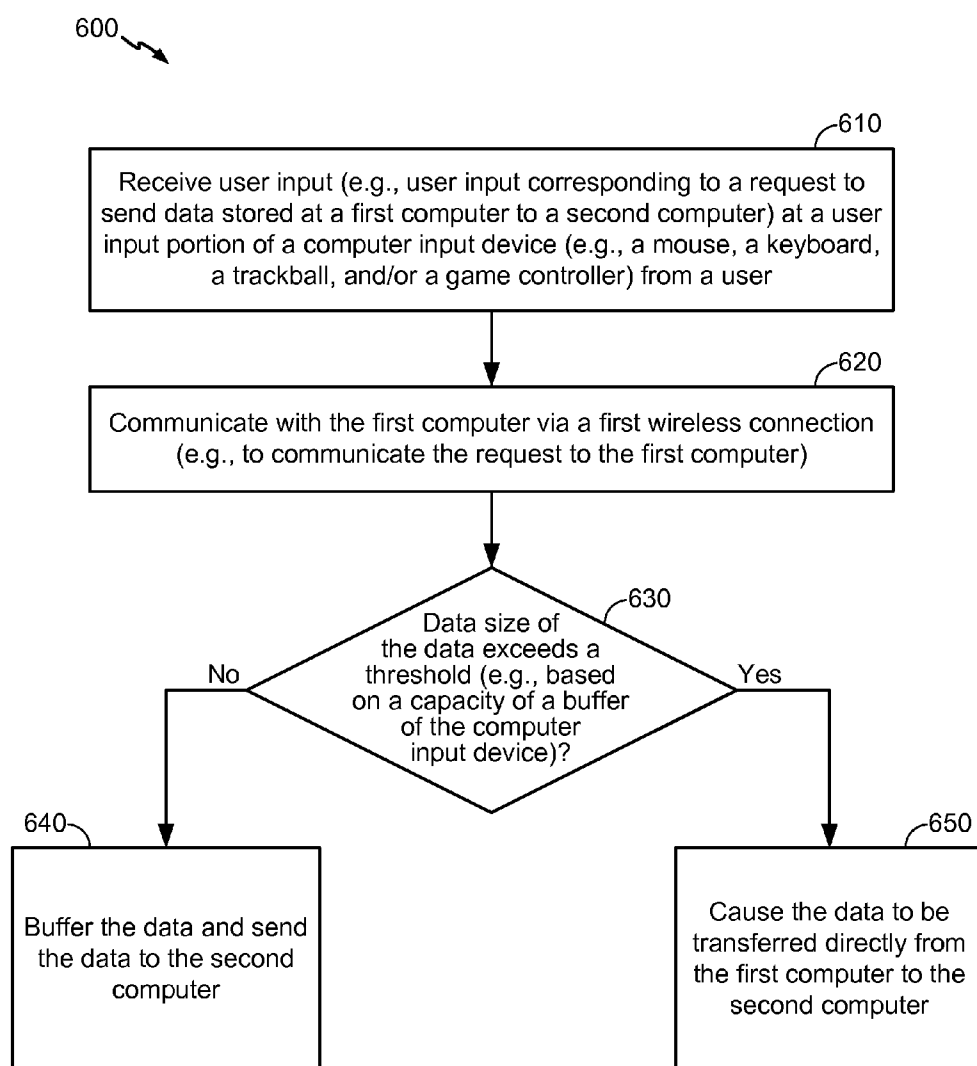 600
610
Receive user input (e.g., user input corresponding to a request to
send data stored at a first computer to a second computer) at a user
input portion of a computer input device (e.g., a mouse, a keyboard,
a trackball, and/or a game controller) from a user
620
Communicate with the first computer via a first wireless connection
(e.g., to communicate the request to the first computer)
630
Data size of
the data exceeds a
threshold (e.g., based
on a capacity of a buffer
of the computer
input device)?
No
Yes
640
Buffer the data and send
the data to the second
computer
650
Cause the data to be
transferred directly from
the first computer to the
second computer